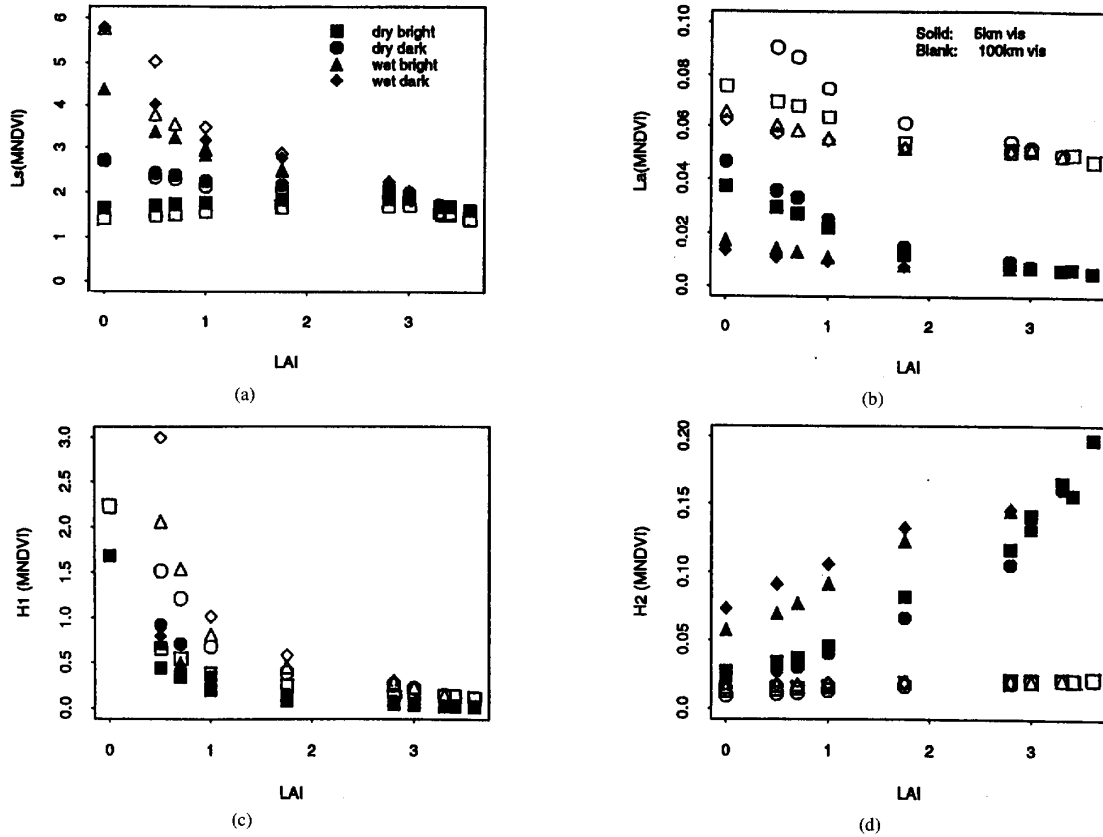 Ls(MNDVI)
6
5
4
3
2
1
0
dry bright
dry dark
wet bright
wet dark
0 1 2 3
LAI
(a)
La(MNDVI)
0.10
0.08
0.06
0.04
0.02
0.0
Solid: 5km vis
Blank: 100km vis
0 1 2 3
LAI
(b)
H1 (MNDVI)
3.0
2.5
2.0
1.5
1.0
0.5
0.0
0 1 2 3
LAI
(c)
H2 (MNDVI)
0.20
0.15
0.10
0.05
0.0
0 1 2 3
LAI
(d)